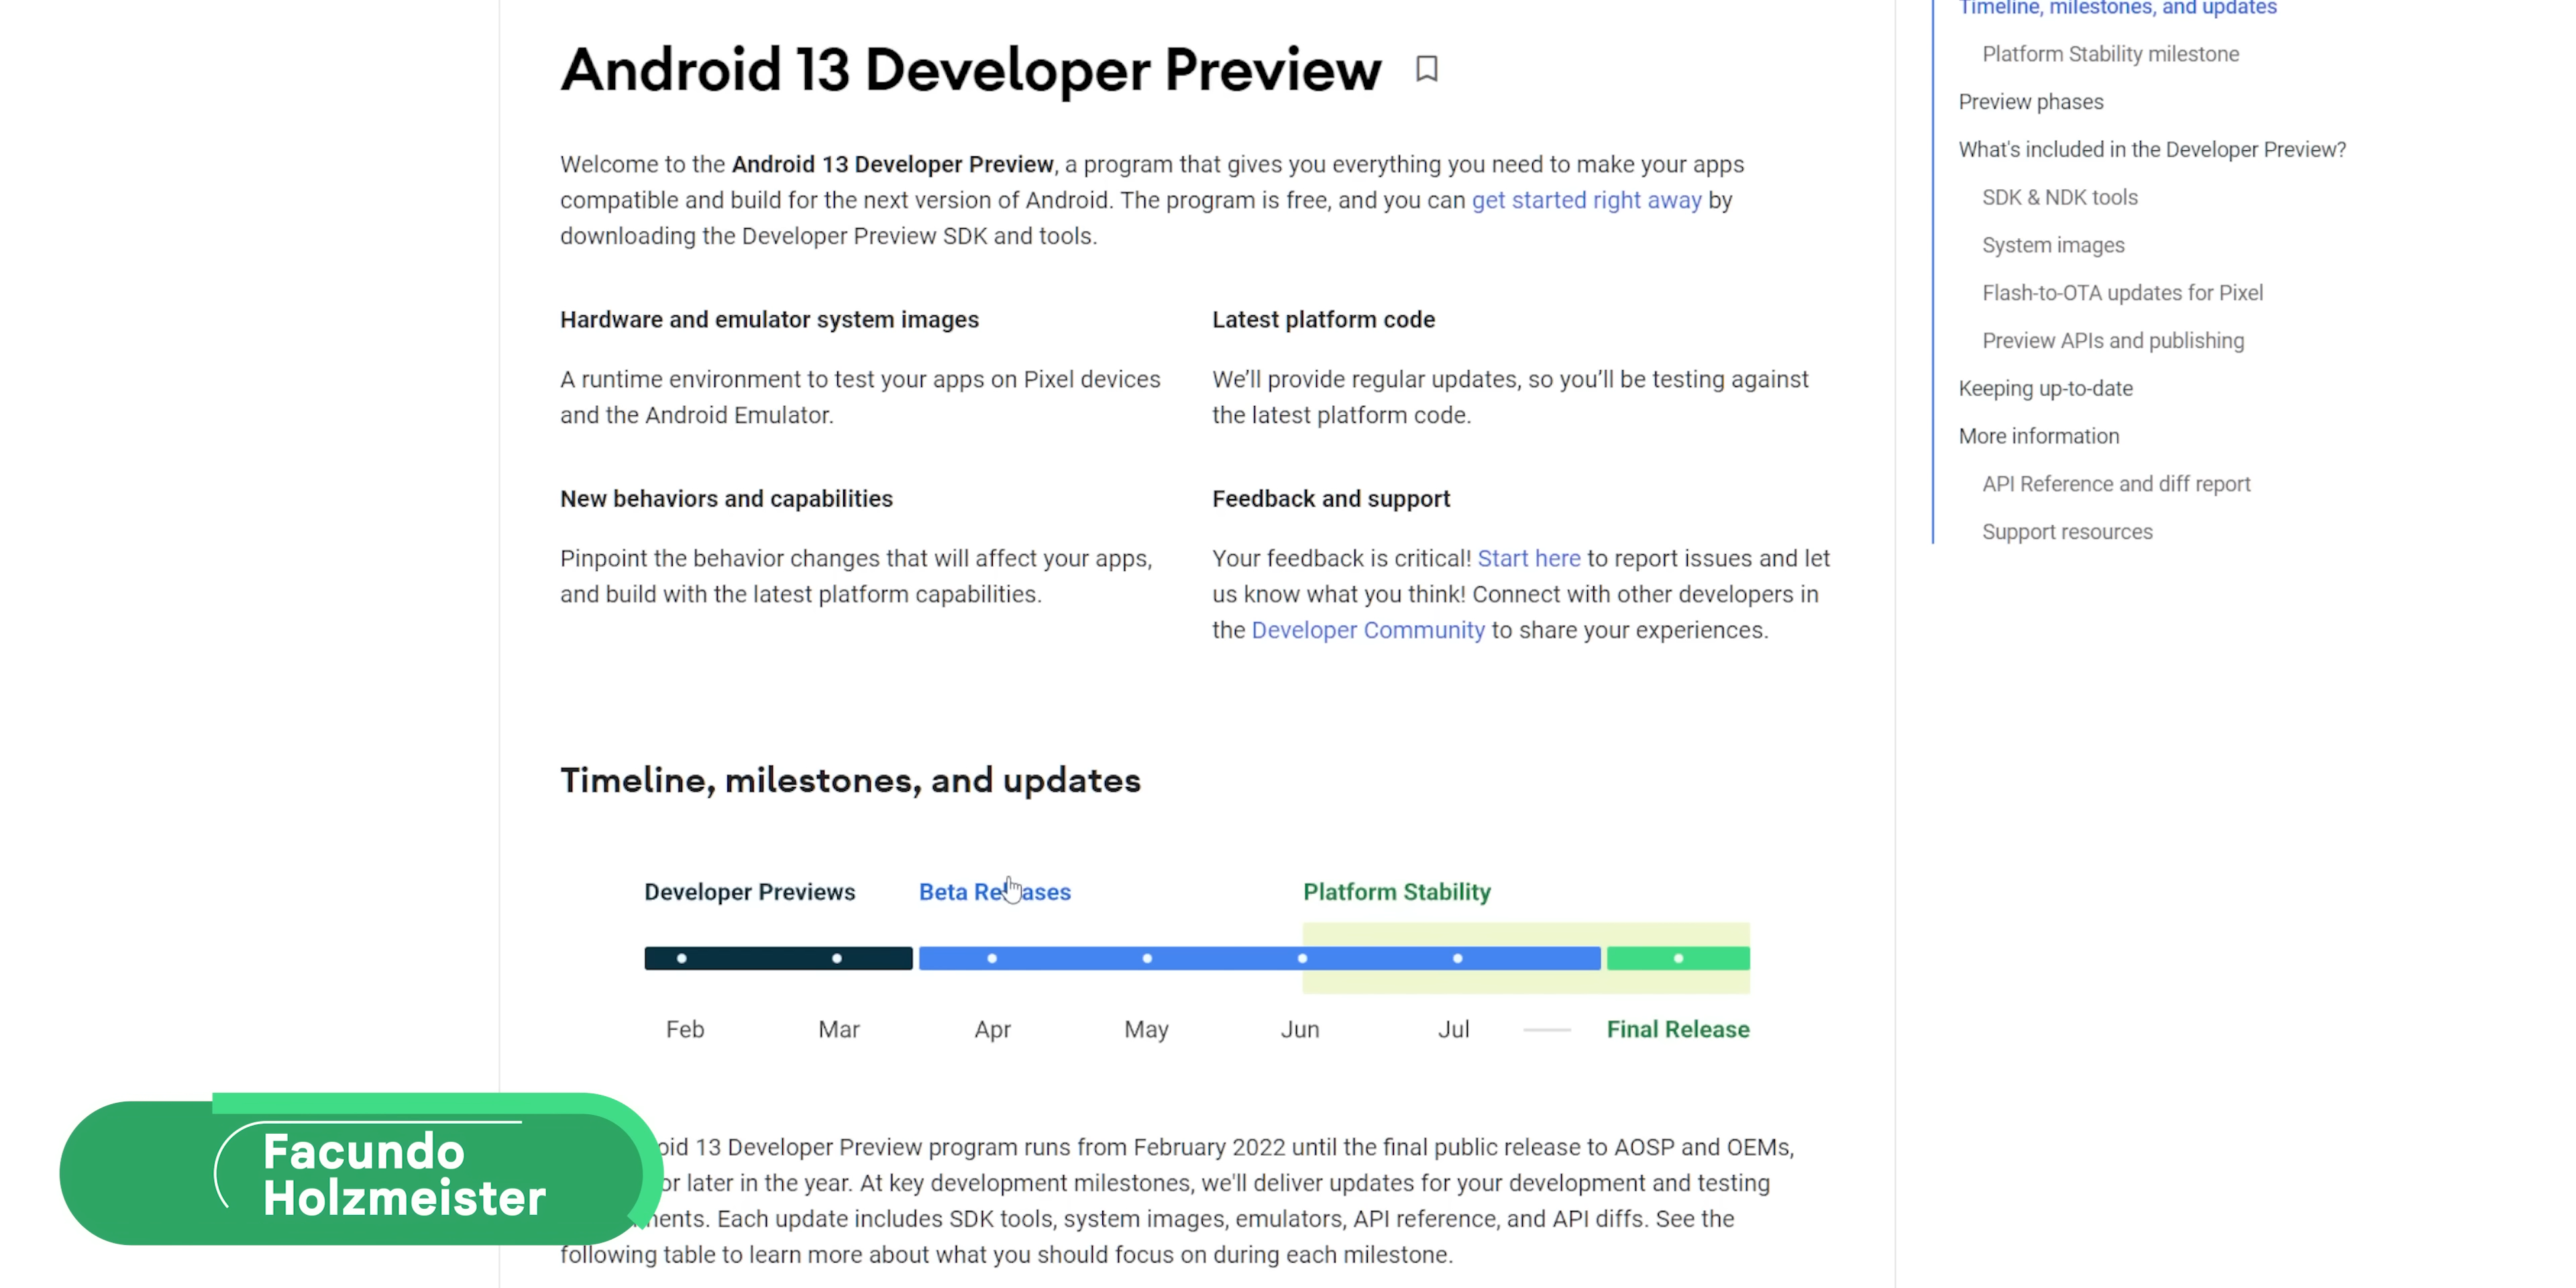 Android 13 Developer Preview
Welcome to the Android 13 Developer Preview, a program that gives you everything you need to make your apps
compatible and build for the next version of Android. The program is free, and you can get started right away by
downloading the Developer Preview SDK and tools.
Hardware and emulator system images
A runtime environment to test your apps on Pixel devices
and the Android Emulator.
Latest platform code
We'll provide regular updates, so you'll be testing against
the latest platform code.
New behaviors and capabilities
Pinpoint the behavior changes that will affect your apps,
and build with the latest platform capabilities.
Feedback and support
Your feedback is critical! Start here to report issues and let
us know what you think! Connect with other developers in
the Developer Community to share your experiences.
Timeline, milestones, and updates
Developer Previews
Beta Releases
Platform Stability
Feb
Mar
Apr
May
Jun
Jul
Final Release
13 Developer Preview program runs from February 2022 until the final public release to AOSP and OEMs,
or later in the year. At key development milestones, we'll deliver updates for your development and testing
Each update includes SDK tools, system images, emulators, API reference, and API diffs. See the
following table to learn more about what you should focus on during each milestone.
Timeline, milestones, and updates
Platform Stability milestone
Preview phases
What's included in the Developer Preview?
SDK & NDK tools
System images
Flash-to-OTA updates for Pixel
Preview APIs and publishing
Keeping up-to-date
More information
API Reference and diff report
Support resources
Facundo
Holzmeister